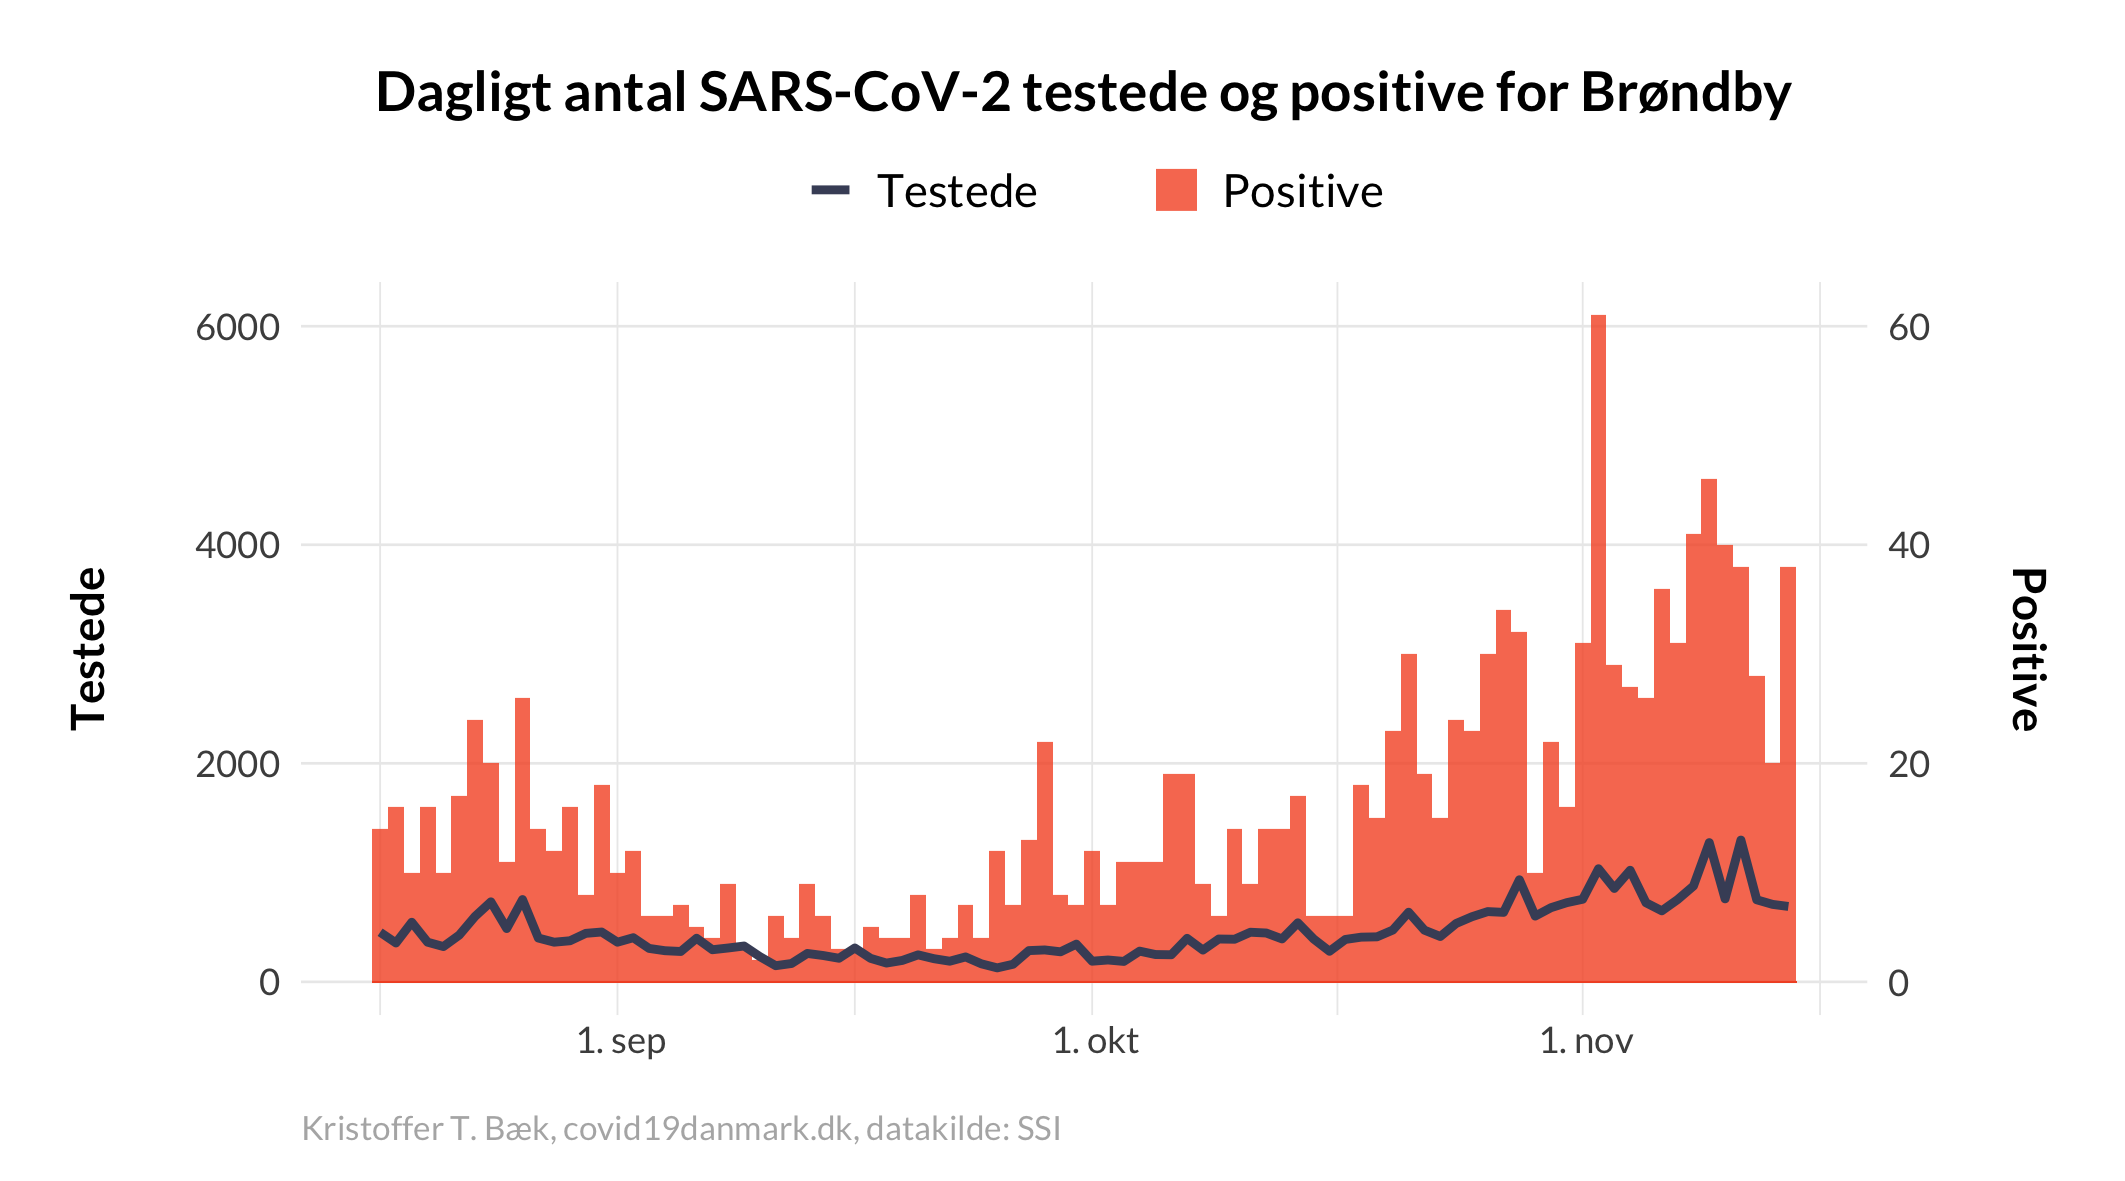 Dagligt antal SARS-CoV-2 testede og positive for Brøndby
Testede
Positive
6000
4000
2000
0
60
40
20
0
Testede
Positive
1. sep
1. okt
1. nov
Kristoffer T. Bæk, covid19danmark.dk, datakilde: SSI